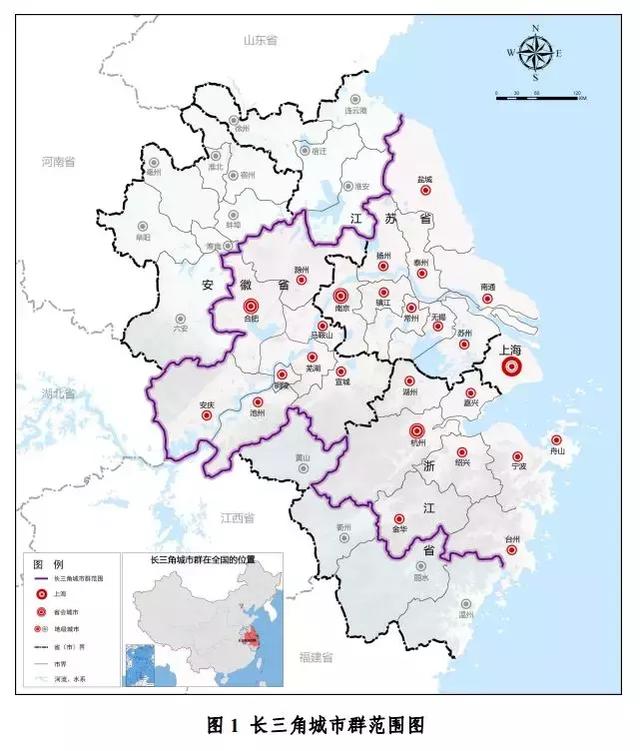 山东省
N
W E
S
0 30 60 120
KM
连云港
徐州
河南省
宿迁
亳州
淮北
宿州
淮安
盐城
蚌埠
江苏省
阜阳
淮南
扬州
泰州
安徽省
滁州
南通
南京
镇江
常州
无锡
合肥
六安
马鞍山
苏州
上海
芜湖
铜陵
宣城
湖州
嘉兴
湖北省
安庆
池州
杭州
舟山
绍兴
宁波
黄山
浙江省
江西省
衢州
金华
台州
丽水
温州
福建省
图 例
长三角城市群范围
上海
省会城市
地级城市
省（市）界
市界
河流、水系
长三角城市群在全国的位置
图 1 长三角城市群范围图